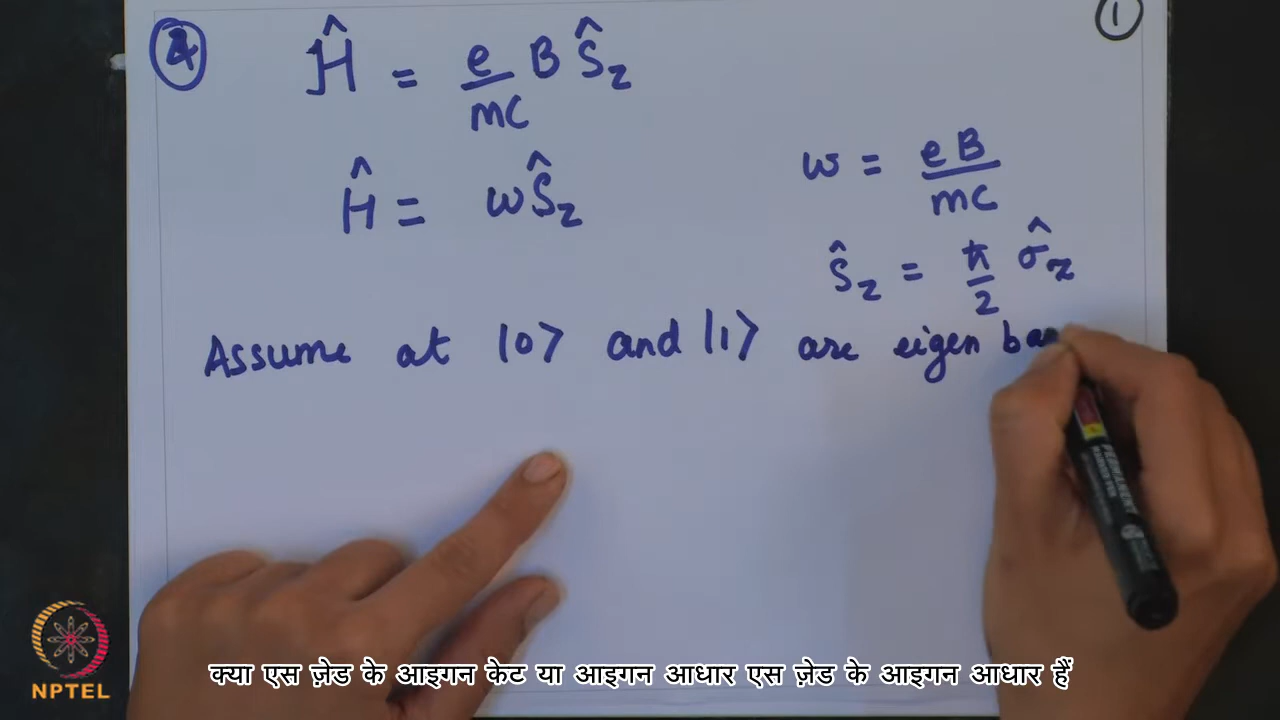 ④ Ĥ = e/mc B Ŝz
①
Ĥ = ωŜz
ω = eB/mc
Ŝz = ħ/2 σ̂z
Assume at |0> and |1> are eigen ba
क्या एस ज़ेड के आइगन केट या आइगन आधार एस ज़ेड के आइगन आधार हैं
NPTEL